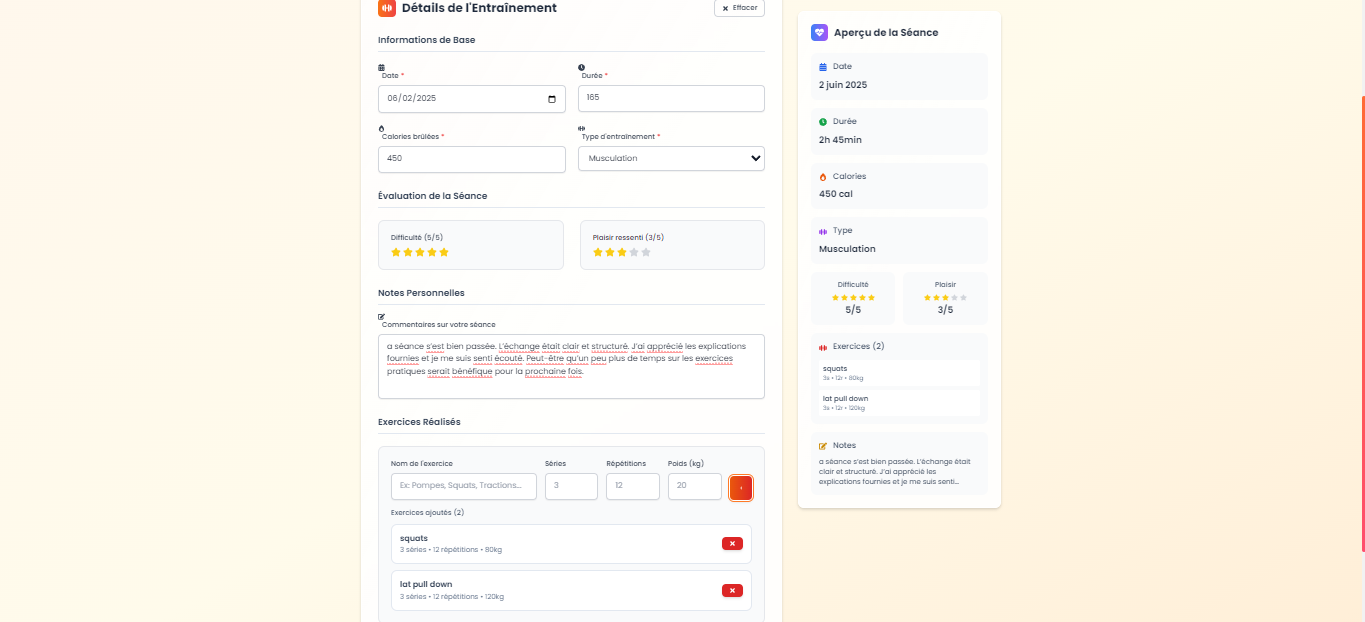 Détails de l'Entraînement
Effacer
Informations de Base
Date *
Durée *
06/02/2025
165
Calories brûlées *
Type d'entraînement *
450
Musculation
Évaluation de la Séance
Difficulté (5/5)
Plaisir ressenti (3/5)
Notes Personnelles
Commentaires sur votre séance
a séance s'est bien passée. L'échange était clair et structuré. J'ai apprécié les explications
fournies et je me suis senti écouté. Peut-être qu'un peu plus de temps sur les exercices
pratiques serait bénéfique pour la prochaine fois.
Exercices Réalisés
Nom de l'exercice
Séries
Répétitions
Poids (kg)
Ex: Pompes, Squats, Tractions...
3
12
20
Exercices ajoutés (2)
squats
3 séries • 12 répétitions • 80kg
lat pull down
3 séries • 12 répétitions • 120kg
Aperçu de la Séance
Date
2 juin 2025
Durée
2h 45min
Calories
450 cal
Type
Musculation
Difficulté
5/5
Plaisir
3/5
Exercices (2)
squats
3s • 12r • 80kg
lat pull down
3s • 12r • 120kg
Notes
a séance s'est bien passée. L'échange était
clair et structuré. J'ai apprécié les
explications fournies et je me suis senti...